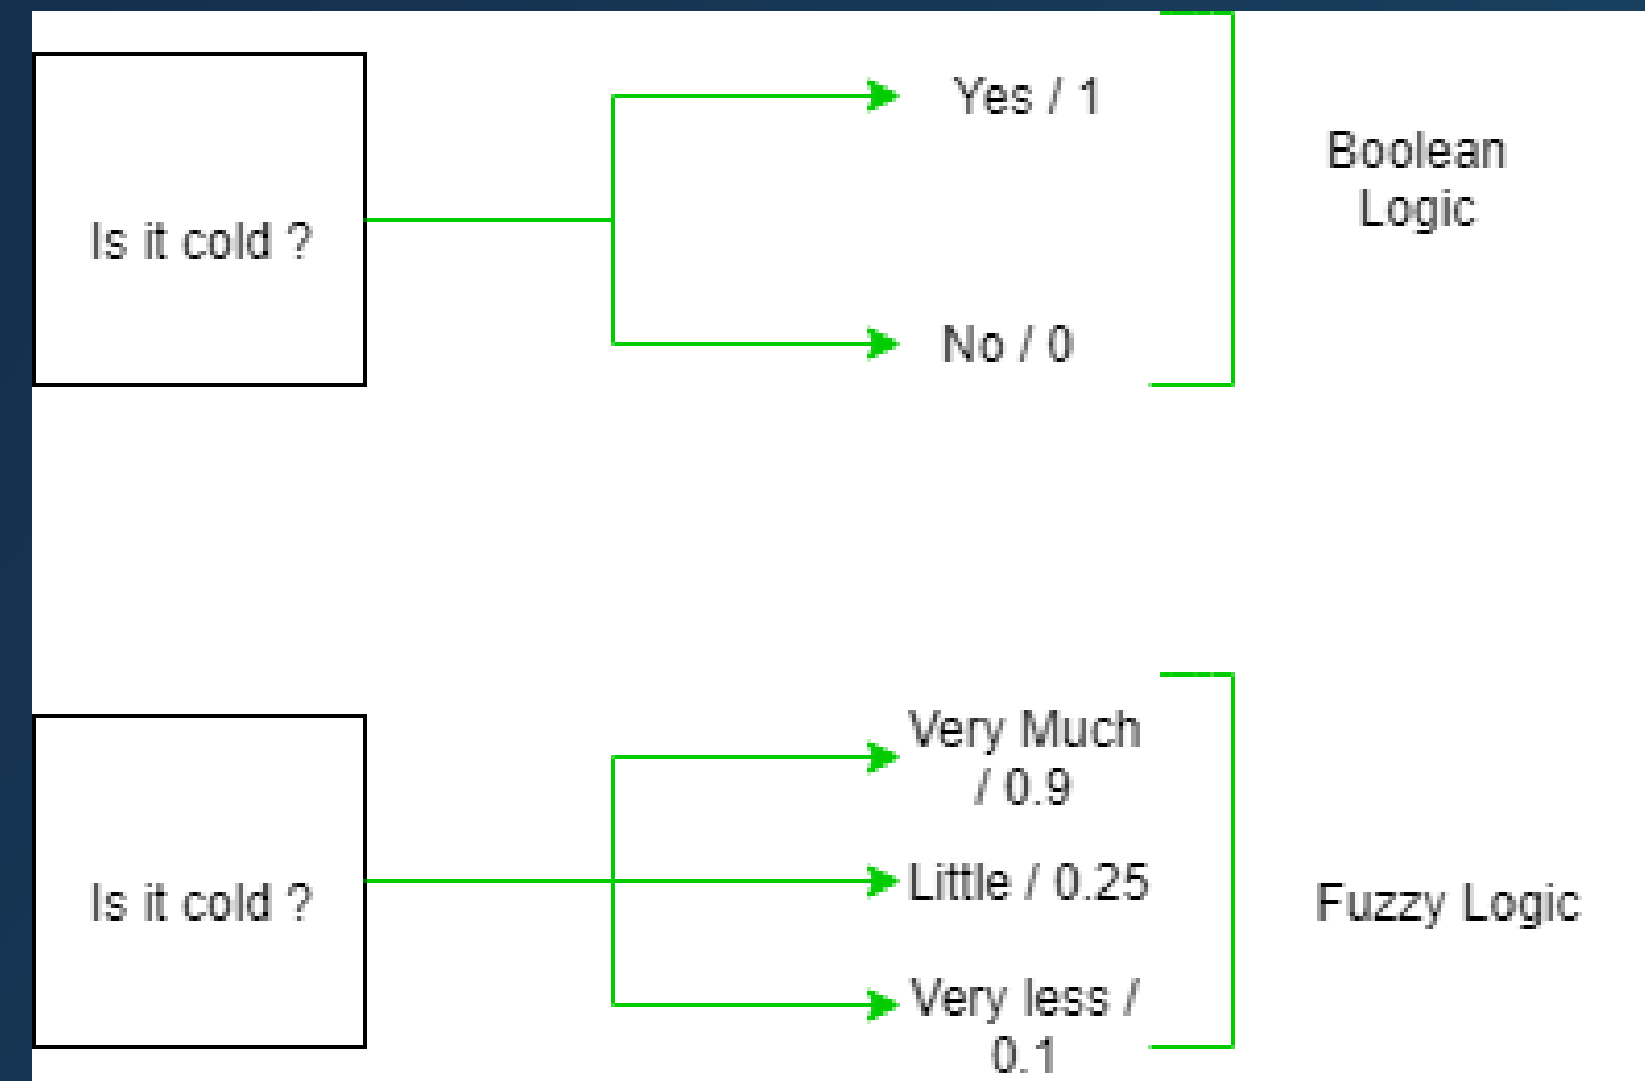 Is it cold ?
Yes / 1
No / 0
Boolean
Logic
Is it cold ?
Very Much
/ 0.9
Little / 0.25
Very less /
0.1
Fuzzy Logic